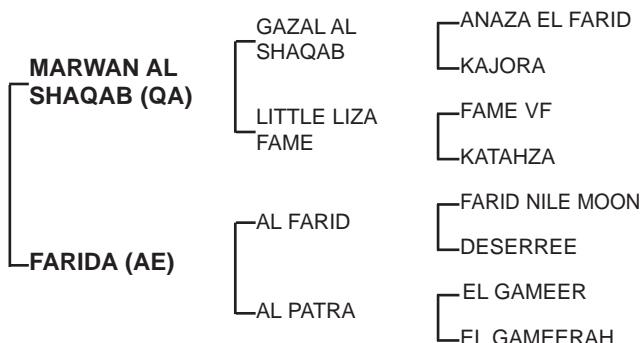 MARWAN AL
SHAQAB (QA)
FARIDA (AE)
GAZAL AL
SHAQAB
LITTLE LIZA
FAME
AL FARID
AL PATRA
ANAZA EL FARID
KAJORA
FAME VF
KATAHZA
FARID NILE MOON
DESERREE
EL GAMEER
EL GAMEERAH